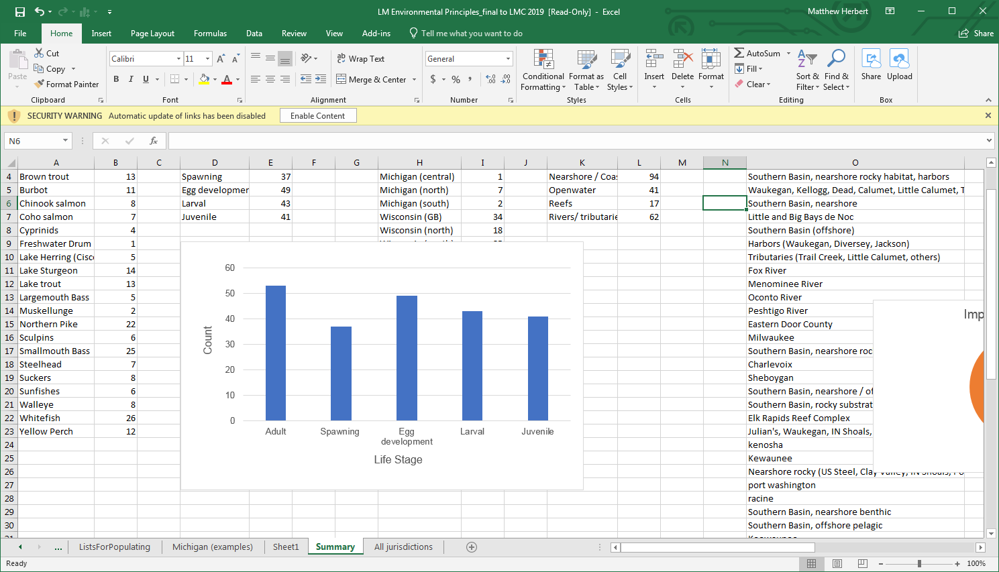 LM Environmental Principles_final to LMC 2019 [Read-Only] - Excel
Matthew Herbert
File Home Insert Page Layout Formulas Data Review View Add-ins Tell me what you want to do Share
Cut
Copy
Format Painter
Paste
Clipboard
Calibri 11
B I U
Font
Wrap Text
Merge & Center
Alignment
General
$ % ,
Number
Conditional Formatting
Format as Table
Cell Styles
Styles
Insert Delete Format
Cells
AutoSum
Fill
Clear
Sort & Filter
Find & Select
Editing
Share Upload
Box
SECURITY WARNING Automatic update of links has been disabled Enable Content
N6 fx
A B C D E F G H I J K L M N O
4 Brown trout 13 Spawning 37 Michigan (central) 1 Nearshore / Coa 94 Southern Basin, nearshore rocky habitat, harbors
5 Burbot 11 Egg developmer 49 Michigan (north) 7 Openwater 41 Waukegan, Kellogg, Dead, Calumet, Little Calumet, T
6 Chinook salmon 8 Larval 43 Michigan (south) 2 Reefs 17 Southern Basin, nearshore
7 Coho salmon 7 Juvenile 41 Wisconsin (GB) 34 Rivers/ tributarie 62 Little and Big Bays de Noc
8 Cyprinids 4 Wisconsin (north) 18 Southern Basin (offshore)
9 Freshwater Drum 1 Harbors (Waukegan, Diversey, Jackson)
10 Lake Herring (Cisc 5 Tributaries (Trail Creek, Little Calumet, others)
11 Lake Sturgeon 14 Fox River
12 Lake trout 13 Menominee River
13 Largemouth Bass 5 Oconto River
14 Muskellunge 2 Peshtigo River
15 Northern Pike 22 Eastern Door County
16 Sculpins 6 Milwaukee
17 Smallmouth Bass 25 Southern Basin, nearshore roc
18 Steelhead 7 Charlevoix
19 Suckers 8 Sheboygan
20 Sunfishes 6 Southern Basin, nearshore / of
21 Walleye 8 Southern Basin, rocky substrat
22 Whitefish 26 Elk Rapids Reef Complex
23 Yellow Perch 12 Julian's, Waukegan, IN Shoals,
24 kenosha
25 Kewaunee
26 Nearshore rocky (US Steel, Clay Valley, IN Shoals,
27 port washington
28 racine
29 Southern Basin, nearshore benthic
30 Southern Basin, offshore pelagic
60
50
40
30
20
10
0
Count
Adult Spawning Egg development Larval Juvenile
Life Stage
Imp
... ListsForPopulating Michigan (examples) Sheet1 Summary All jurisdictions
Ready
100%